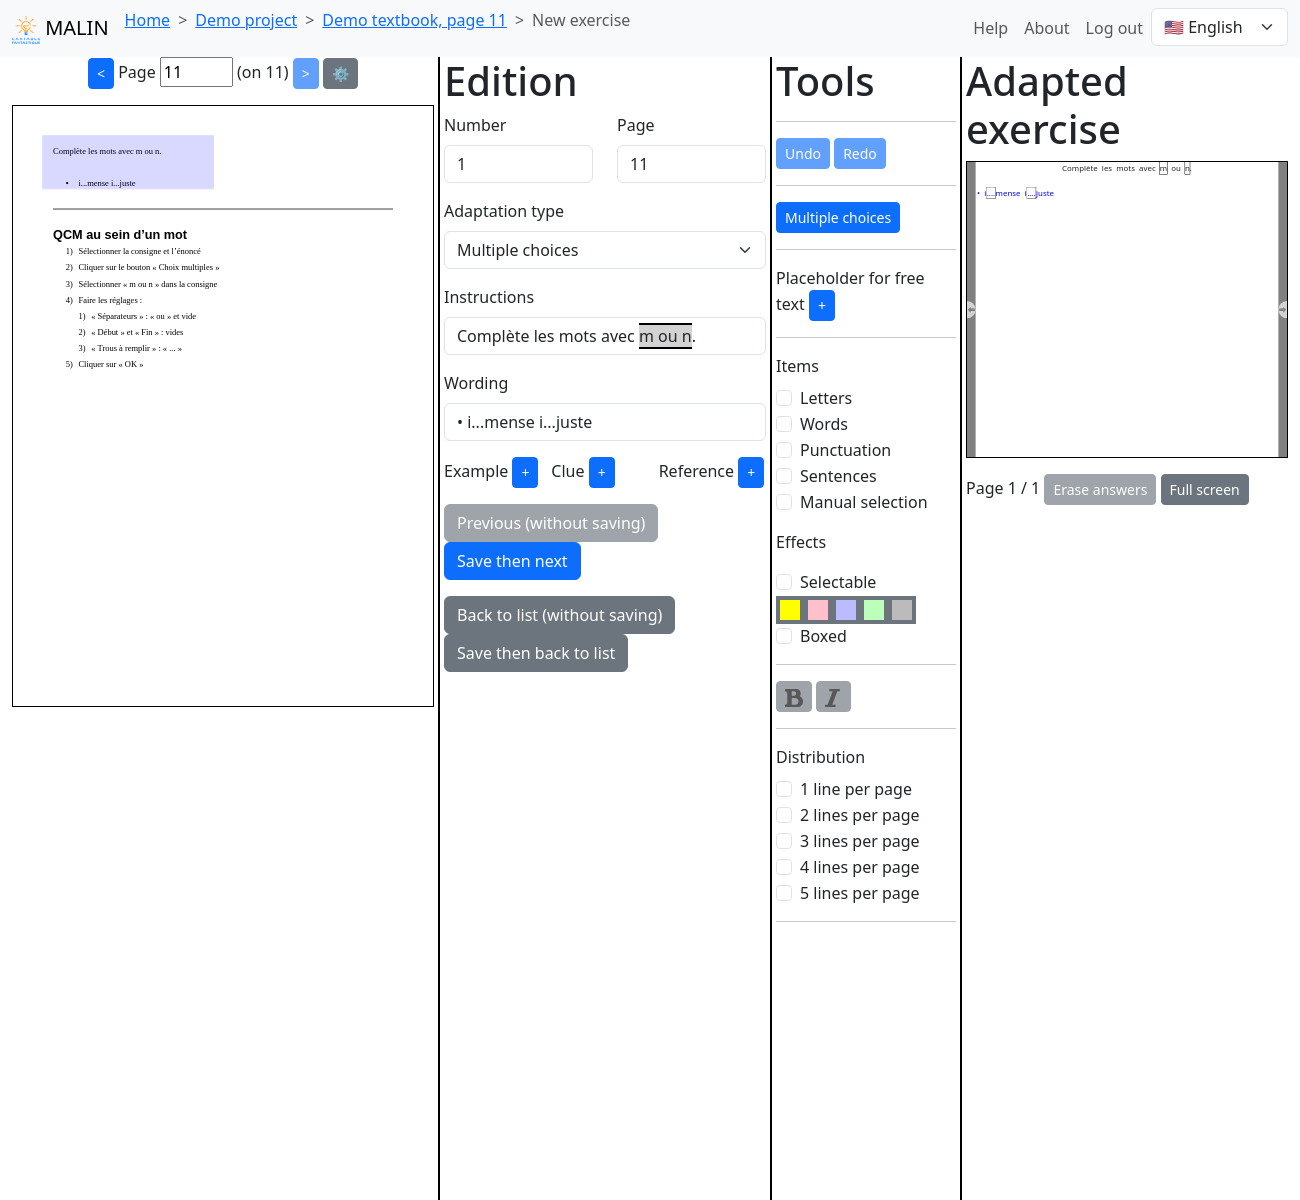 MALIN
Home > Demo project > Demo textbook, page 11 > New exercise
Help About Log out 🇺🇸 English
< Page 11 (on 11) > ⚙️
Complète les mots avec m ou n.
• i...mense i...juste
QCM au sein d'un mot
1) Sélectionner la consigne et l'énoncé
2) Cliquer sur le bouton « Choix multiples »
3) Sélectionner « m ou n » dans la consigne
4) Faire les réglages :
1) « Séparateurs » : « ou » et vide
2) « Début » et « Fin » : vides
3) « Trous à remplir » : « ... »
5) Cliquer sur « OK »
Edition
Number Page
1 11
Adaptation type
Multiple choices
Instructions
Complète les mots avec m ou n.
Wording
• i...mense i...juste
Example + Clue + Reference +
Previous (without saving)
Save then next
Back to list (without saving)
Save then back to list
Tools
Undo Redo
Multiple choices
Placeholder for free
text +
Items
Letters
Words
Punctuation
Sentences
Manual selection
Effects
Selectable
Boxed
B I
Distribution
1 line per page
2 lines per page
3 lines per page
4 lines per page
5 lines per page
Adapted
exercise
Complète les mots avec m ou n.
• i....mense i....juste
Page 1 / 1 Erase answers Full screen